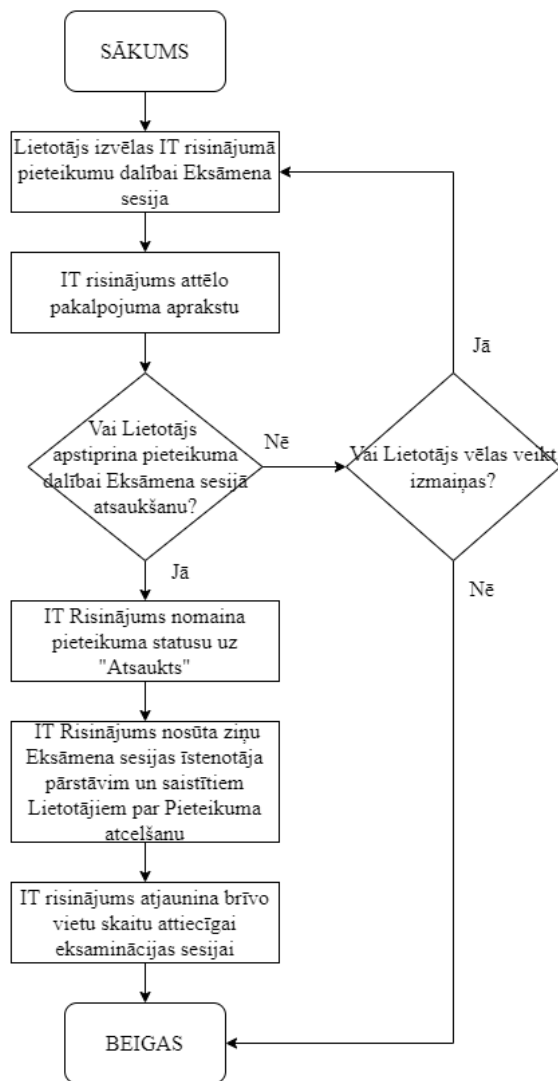 SĀKUMS
Lietotājs izvēlas IT risinājumā
pieteikumu dalībai Eksāmena
sesija
IT risinājums attēlo
pakalpojuma aprakstu
Jā
Vai Lietotājs
apstiprina pieteikuma
dalībai Eksāmena sesijā
atsaukšanu?
Nē
Vai Lietotājs vēlas veikt
izmaiņas?
Jā
Nē
IT Risinājums nomaina
pieteikuma statusu uz
"Atsaukts"
IT Risinājums nosūta ziņu
Eksāmena sesijas īstenotāja
pārstāvim un saistītiem
Lietotājiem par Pieteikuma
atcelšanu
IT risinājums atjaunina brīvo
vietu skaitu attiecīgai
eksaminācijas sesijai
BEIGAS